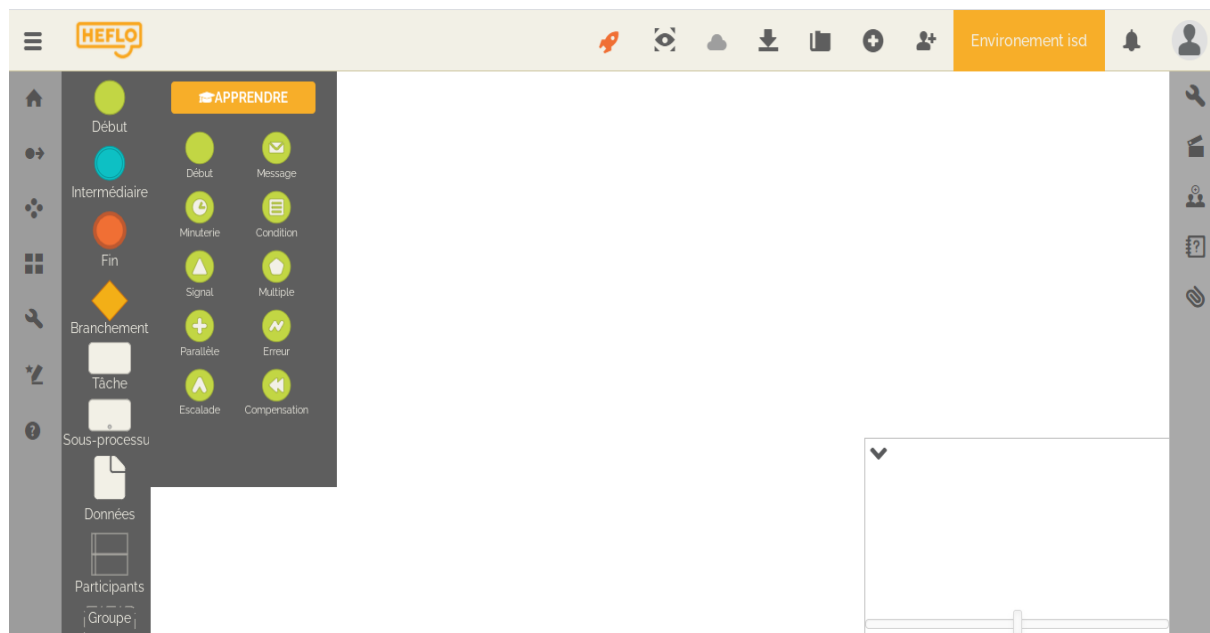 HEFLO
Environement isd
Début
Intermédiaire
Fin
Branchement
Tâche
Sous-processu
Données
Participants
Groupe
APPRENDRE
Début
Message
Minuterie
Condition
Signal
Multiple
Parallèle
Erreur
Escalade
Compensation